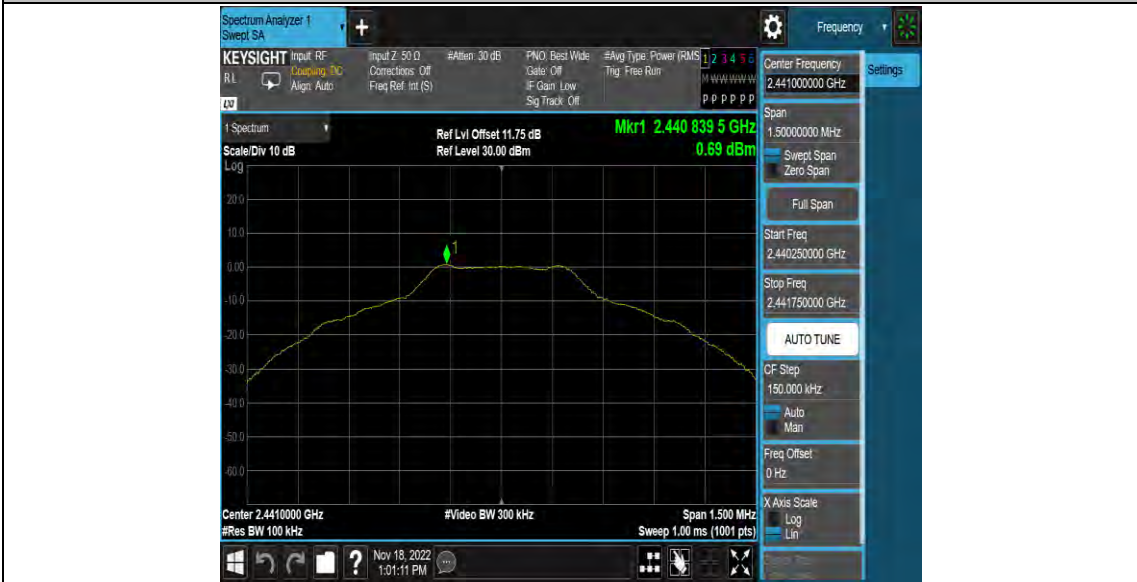 Spectrum Analyzer 1
Swept SA
Frequency
KEYSIGHT
Input: RF
Coupling: DC
Align: Auto
RL
LXI
Input Z: 50 Ω
Corrections: Off
Freq Ref: Int (S)
#Atten: 30 dB
PNO: Best Wide
Gate: Off
IF Gain: Low
Sig Track: Off
#Avg Type: Power (RMS
Trig: Free Run
1 2 3 4 5 6
M W W W W W
P P P P P P
Center Frequency
2.441000000 GHz
Settings
Span
1.50000000 MHz
Swept Span
Zero Span
Full Span
Start Freq
2.440250000 GHz
Stop Freq
2.441750000 GHz
AUTO TUNE
CF Step
150.000 kHz
Auto
Man
Freq Offset
0 Hz
X Axis Scale
Log
Lin
1 Spectrum
Scale/Div 10 dB
Ref Lvl Offset 11.75 dB
Ref Level 30.00 dBm
Mkr1 2.440 839 5 GHz
0.69 dBm
Log
20.0
10.0
0.00
-10.0
-20.0
-30.0
-40.0
-50.0
-60.0
1
Center 2.4410000 GHz
#Res BW 100 kHz
#Video BW 300 kHz
Span 1.500 MHz
Sweep 1.00 ms (1001 pts)
?
Nov 18, 2022
1:01:11 PM